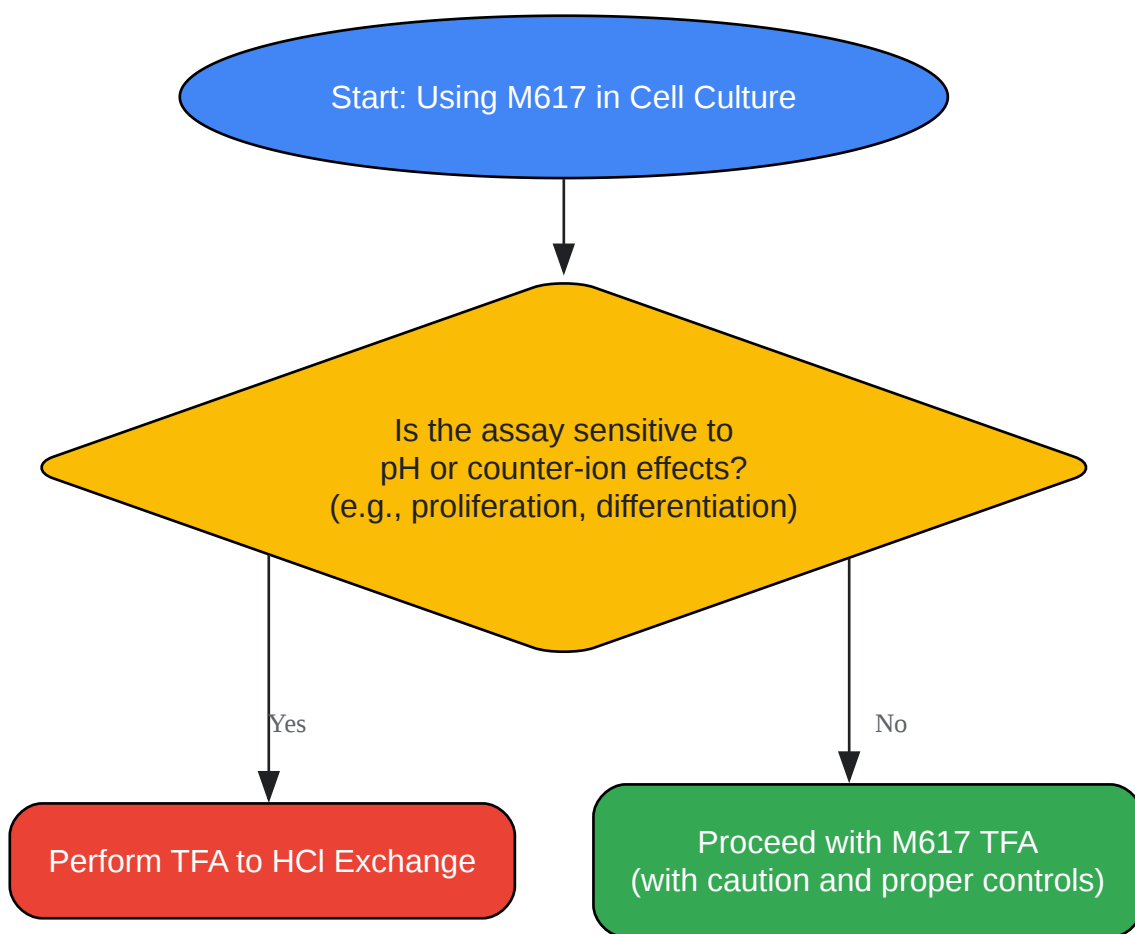 Start: Using M617 in Cell Culture
Is the assay sensitive to
pH or counter-ion effects?
(e.g., proliferation, differentiation)
Yes
No
Perform TFA to HCl Exchange
Proceed with M617 TFA
(with caution and proper controls)